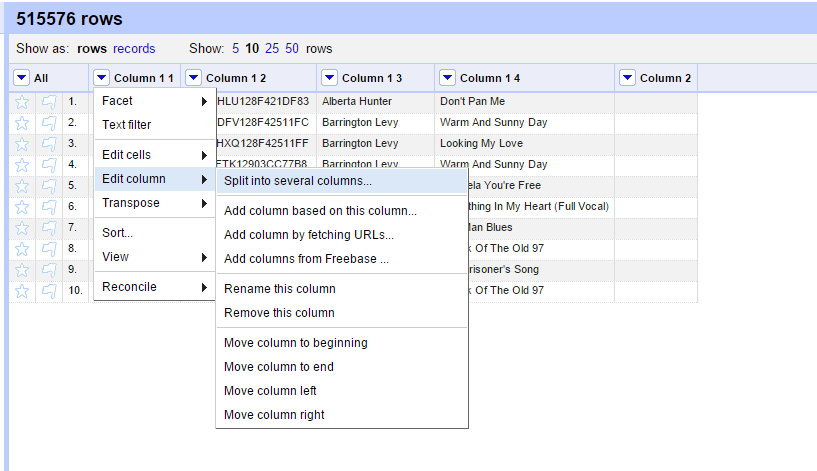 515576 rows
Show as: rows records Show: 5 10 25 50 rows
All Column 1 1 Column 1 2 Column 1 3 Column 1 4 Column 2
1. HLU128F421DF83 Alberta Hunter Don't Pan Me
2. DFV128F42511FC Barrington Levy Warm And Sunny Day
3. HXQ128F42511FF Barrington Levy Looking My Love
4. ETK12903CC77B8 Barrington Levy Warm And Sunny Day
5. ela You're Free
6. thing In My Heart (Full Vocal)
7. Man Blues
8. Of The Old 97
9. risoner's Song
10. Of The Old 97
Facet
Text filter
Edit cells
Edit column
Transpose
Sort...
View
Reconcile
Split into several columns...
Add column based on this column...
Add column by fetching URLs...
Add columns from Freebase ...
Rename this column
Remove this column
Move column to beginning
Move column to end
Move column left
Move column right